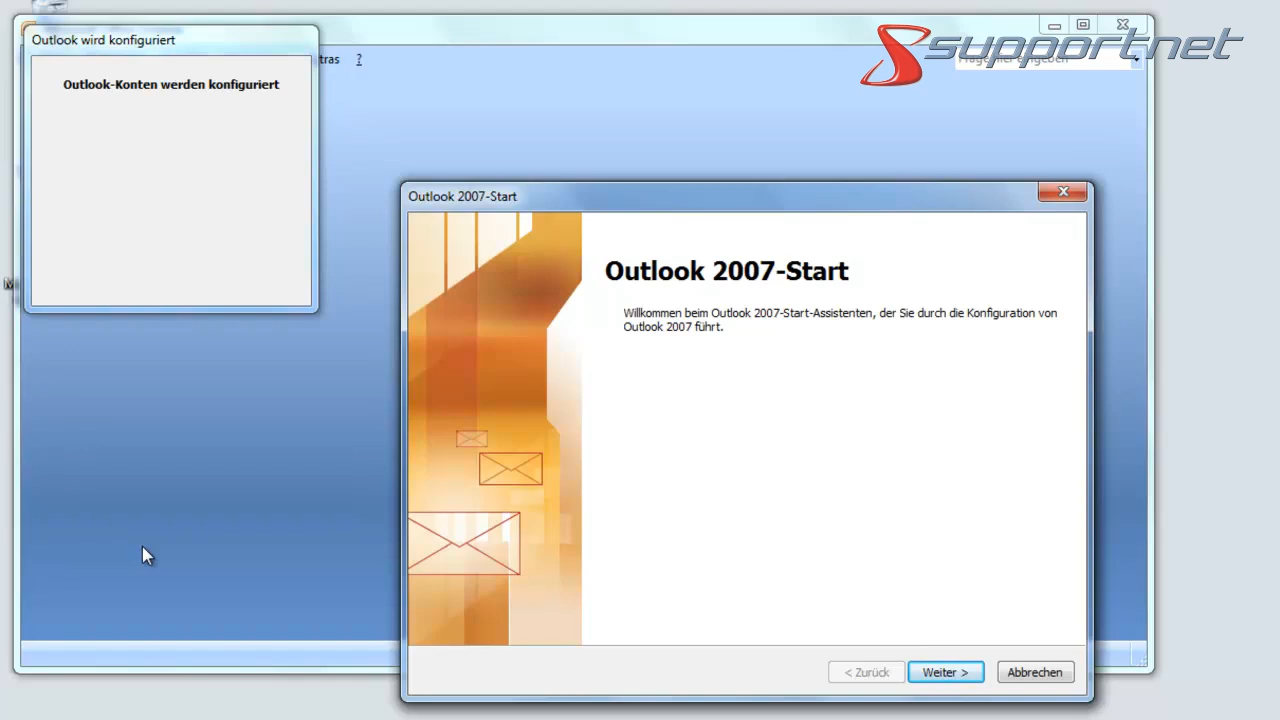 Outlook wird konfiguriert
Outlook-Konten werden konfiguriert
tras ?
supportnet
Outlook 2007-Start
Outlook 2007-Start
Willkommen beim Outlook 2007-Start-Assistenten, der Sie durch die Konfiguration von
Outlook 2007 führt.
< Zurück
Weiter >
Abbrechen